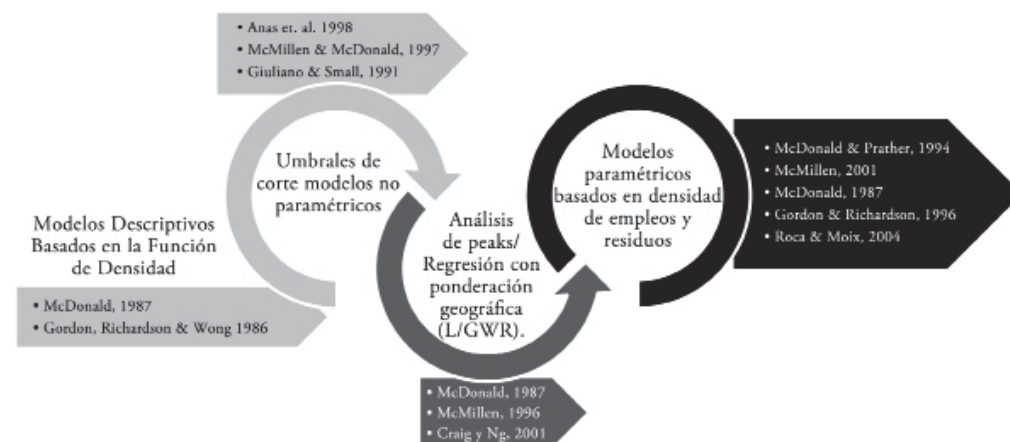 Modelos Descriptivos
Basados en la Función
de Densidad
• McDonald, 1987
• Gordon, Richardson & Wong 1986
• Anas et. al. 1998
• McMillen & McDonald, 1997
• Giuliano & Small, 1991
Umbrales de
corte modelos no
paramétricos
Análisis
de peaks/
Regresión con
ponderación
geográfica
(L/GWR).
• McDonald, 1987
• McMillen, 1996
• Craig y Ng, 2001
Modelos
paramétricos
basados en densidad
de empleos y
residuos
• McDonald & Prather, 1994
• McMillen, 2001
• McDonald, 1987
• Gordon & Richardson, 1996
• Roca & Moix, 2004